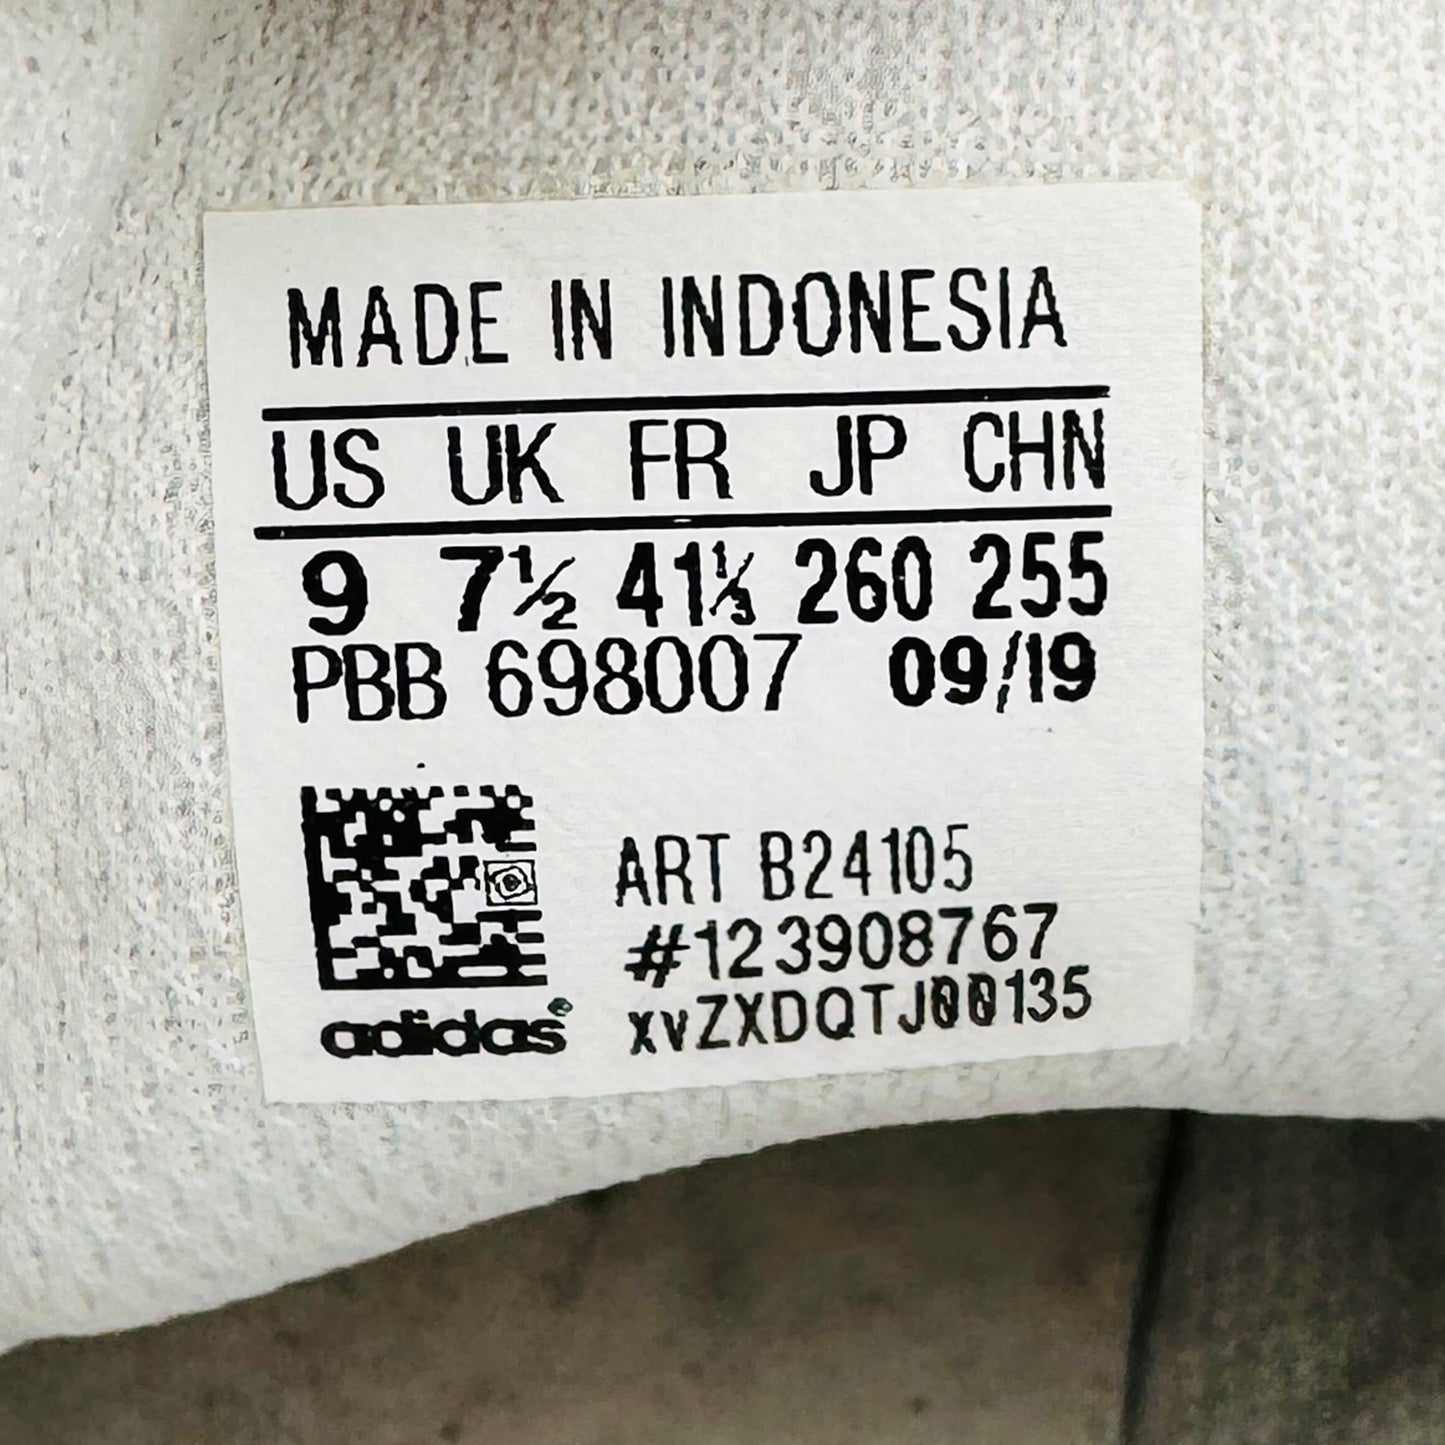 MADE IN INDONESIA
US UK FR JP CHN
9 7½ 41⅓ 260 255
PBB 698007 09/19
ART B24105
#123908767
xvZXDQTJ00135
adidas